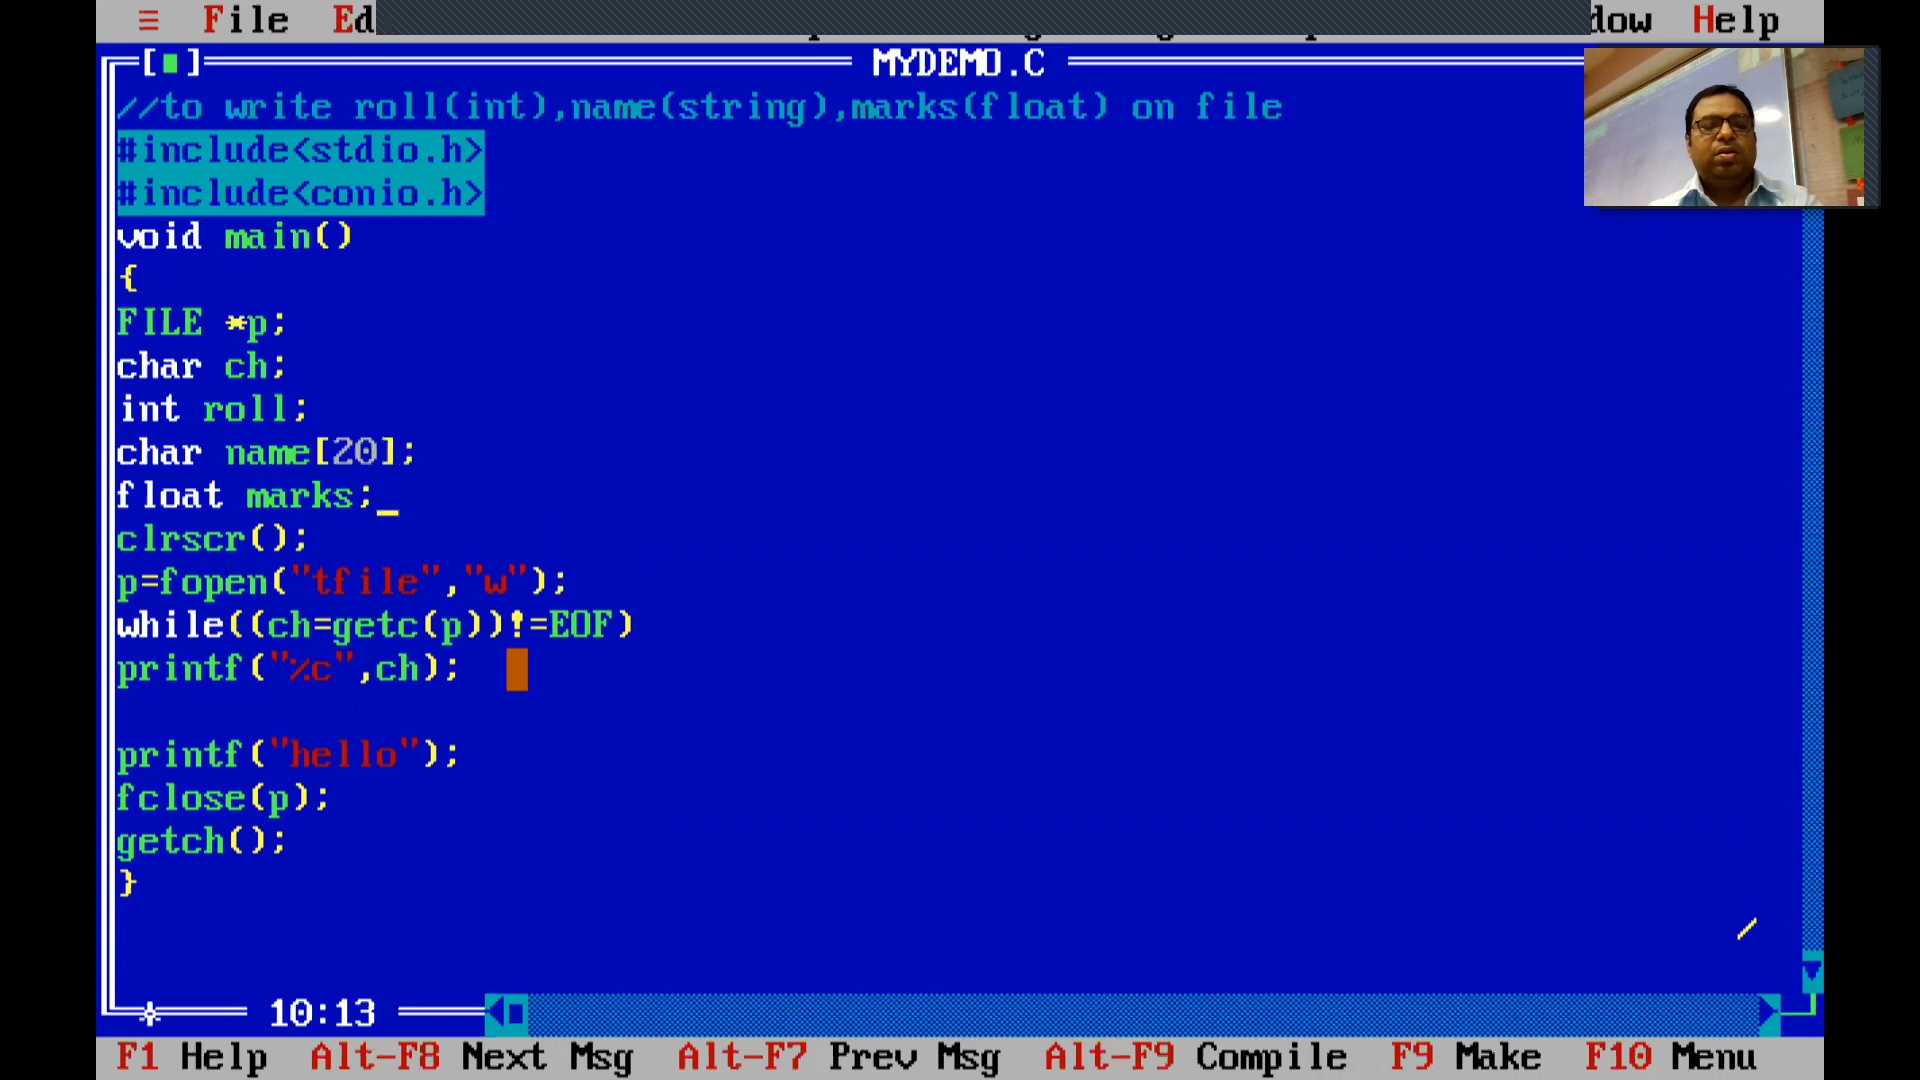 ≡ File Ed
dow Help
[■] MYDEMO.C
//to write roll(int),name(string),marks(float) on file
#include<stdio.h>
#include<conio.h>
void main()
{
FILE *p;
char ch;
int roll;
char name[20];
float marks;_
clrscr();
p=fopen("tfile","w");
while((ch=getc(p))!=EOF)
printf("%c",ch);
printf("hello");
fclose(p);
getch();
}
10:13
F1 Help Alt-F8 Next Msg Alt-F7 Prev Msg Alt-F9 Compile F9 Make F10 Menu